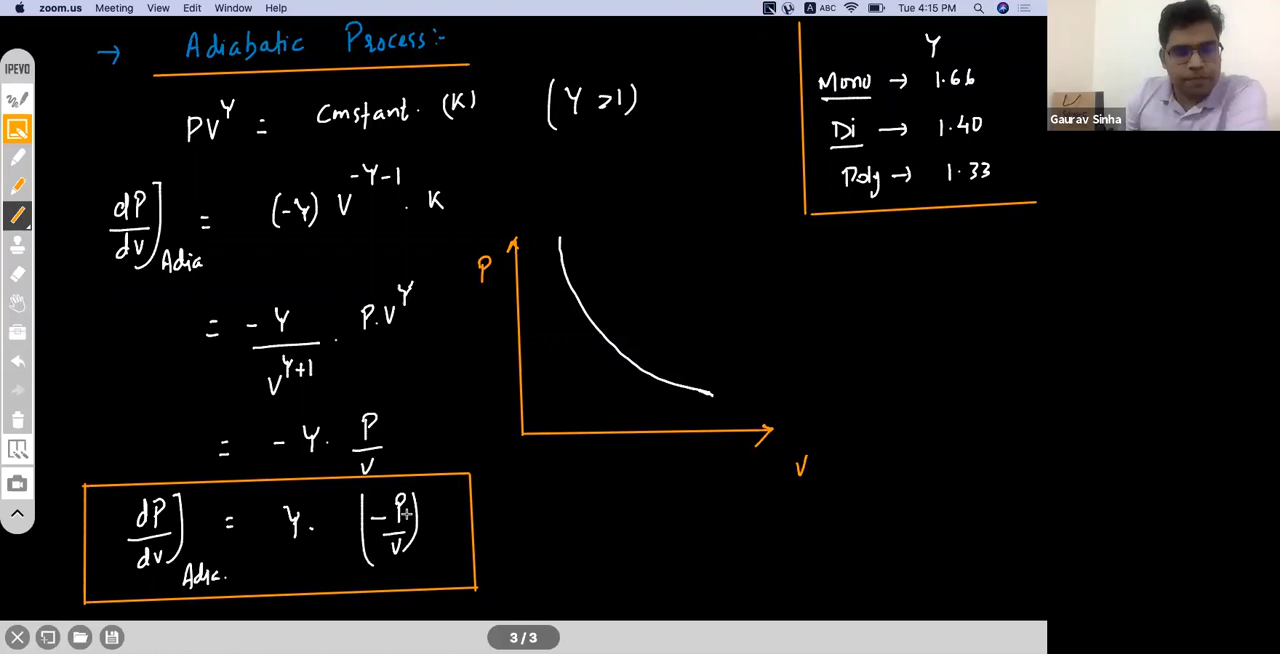 zoom.us Meeting View Edit Window Help
A ABC Tue 4:15 PM
IPEVO
→ Adiabatic Process:-
PV^γ = Constant. (K) (γ >1)
dP/dv]Adia = (-γ) V^-γ-1 . K
= -γ/V^γ+1 . P.V^γ
= -γ. P/V
dP/dv]Adia. = γ. (-P/V)
P
V
γ
Mono → 1.66
Di → 1.40
Poly → 1.33
Gaurav Sinha
3/3